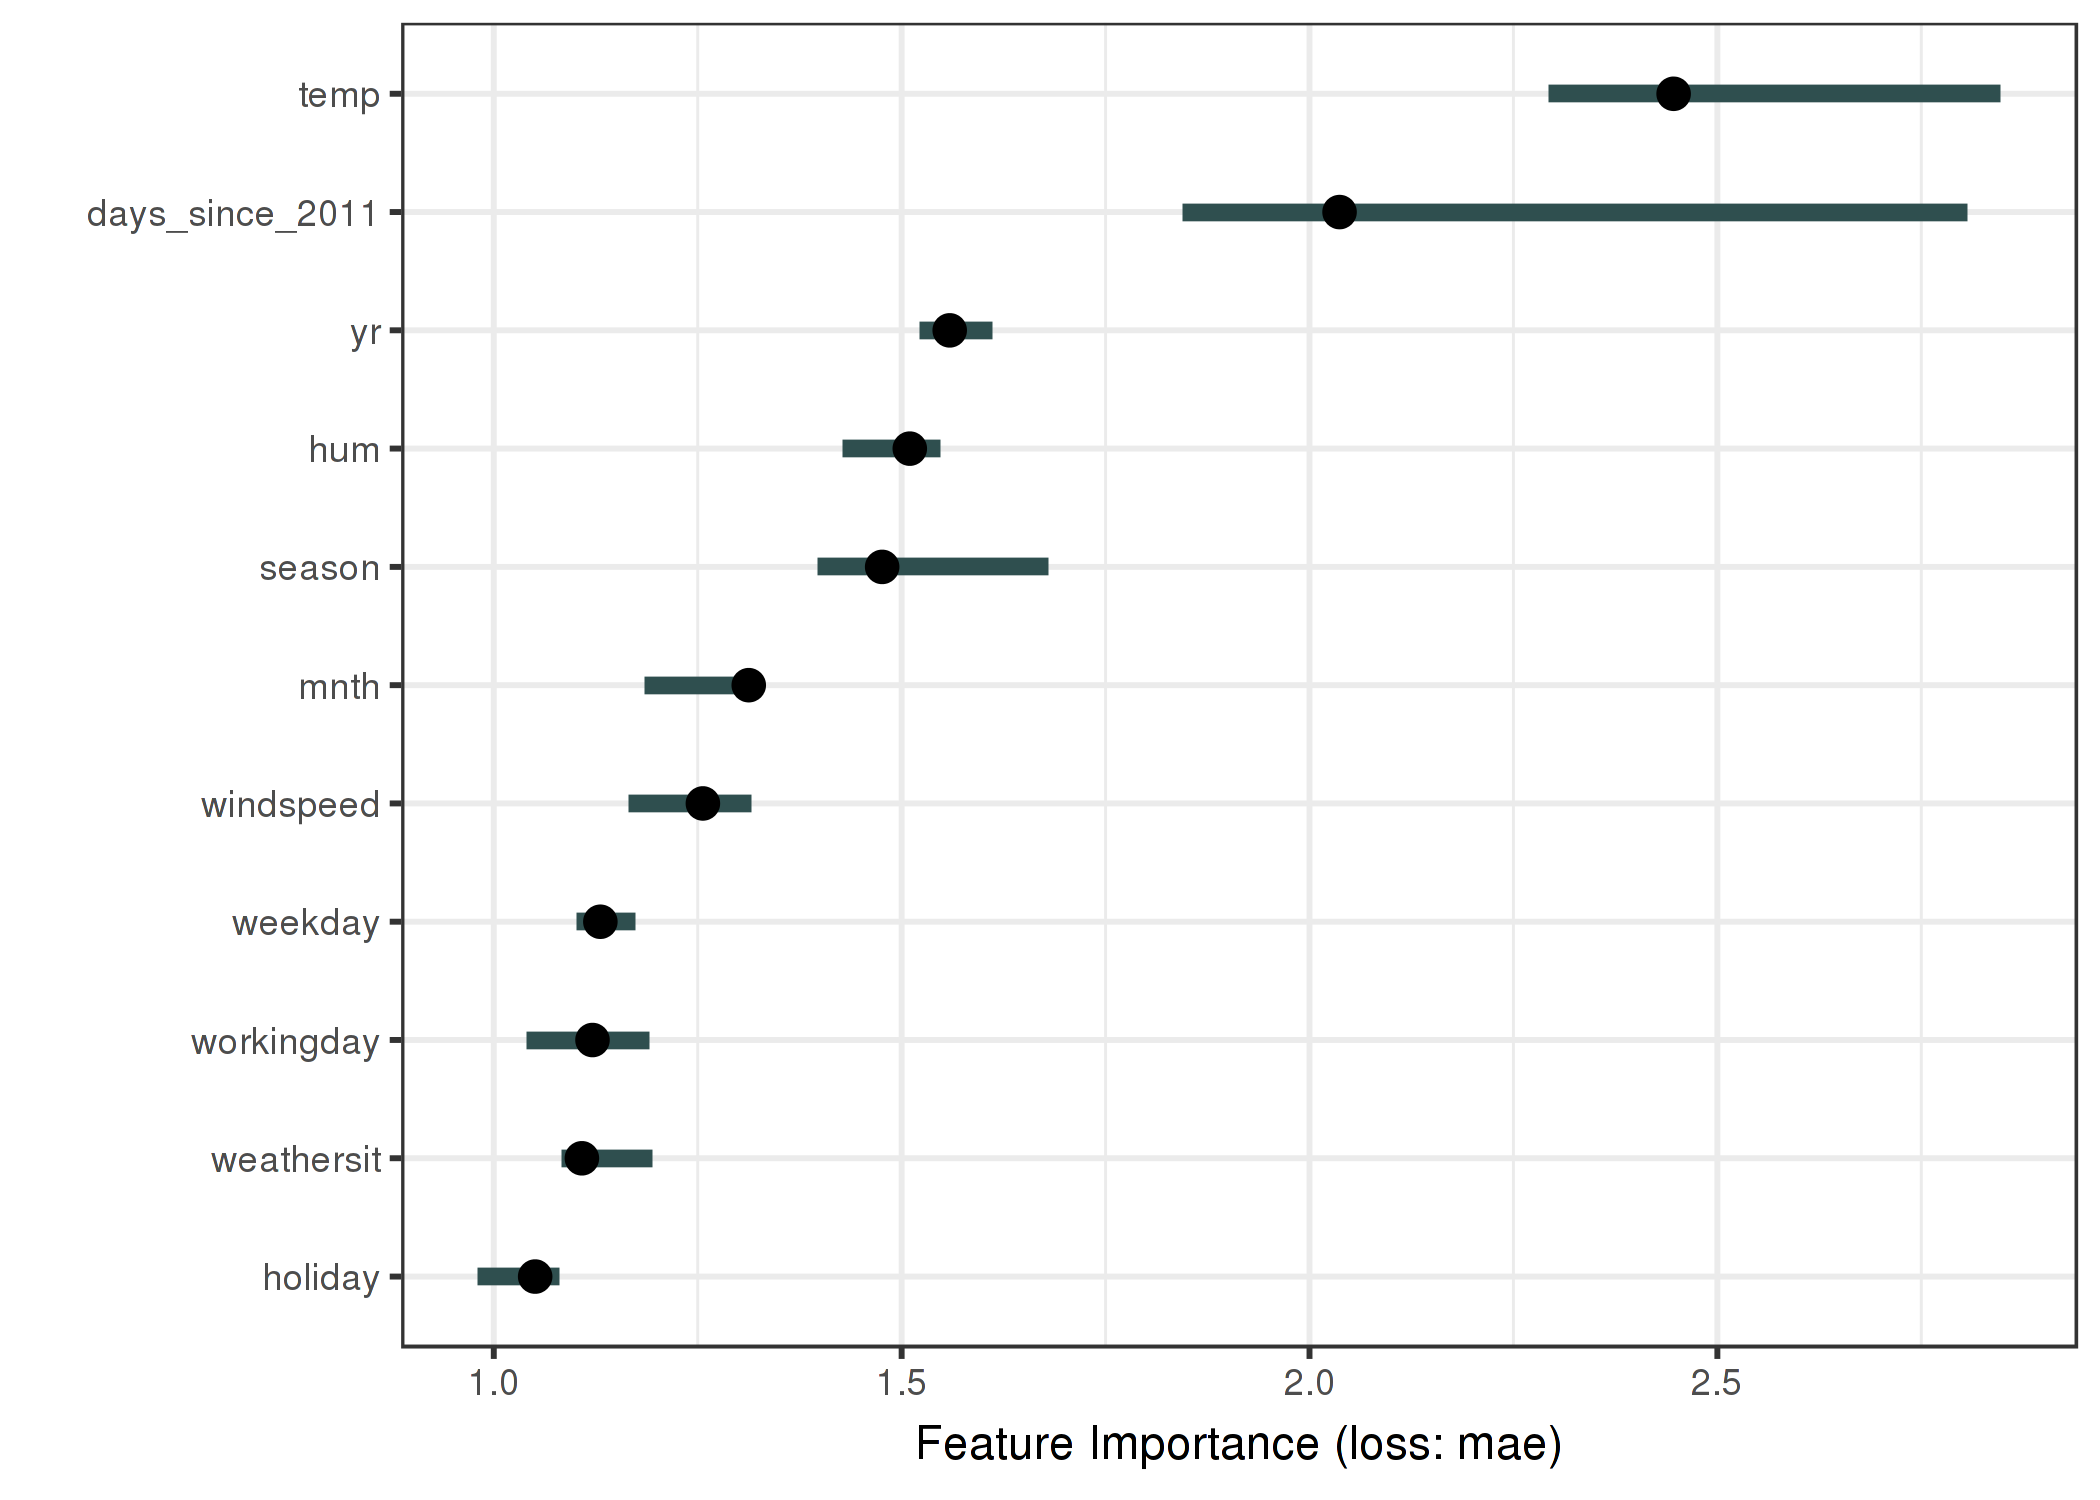 temp
days_since_2011
yr
hum
season
mnth
windspeed
weekday
workingday
weathersit
holiday
1.0 1.5 2.0 2.5
Feature Importance (loss: mae)